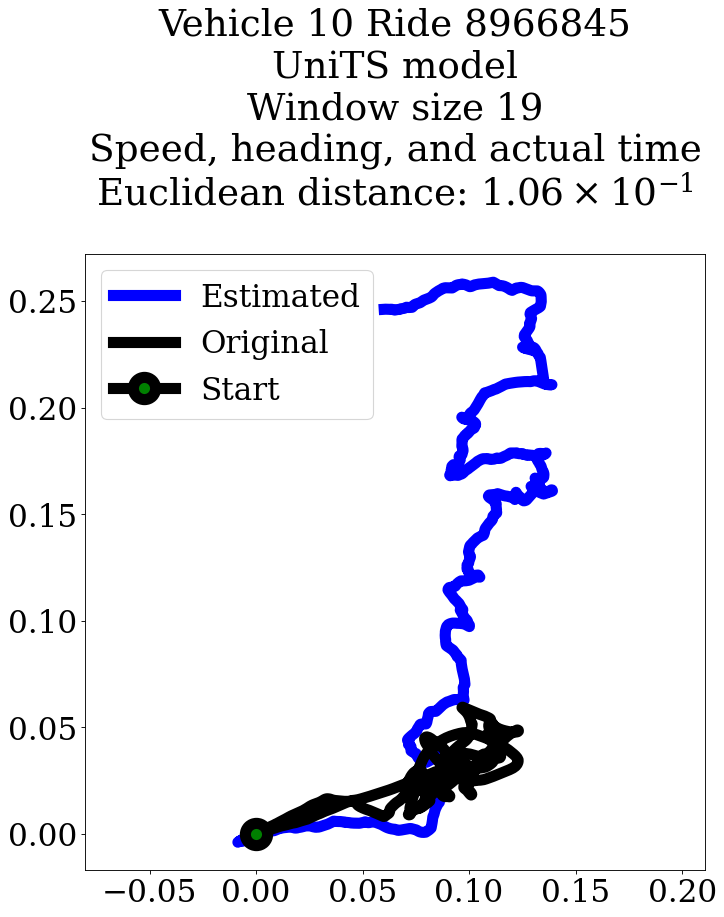 Vehicle 10 Ride 8966845
UniTS model
Window size 19
Speed, heading, and actual time
Euclidean distance: $1.06 \times 10^{-1}$
Estimated
Original
Start
0.25
0.20
0.15
0.10
0.05
0.00
−0.05 0.00 0.05 0.10 0.15 0.20